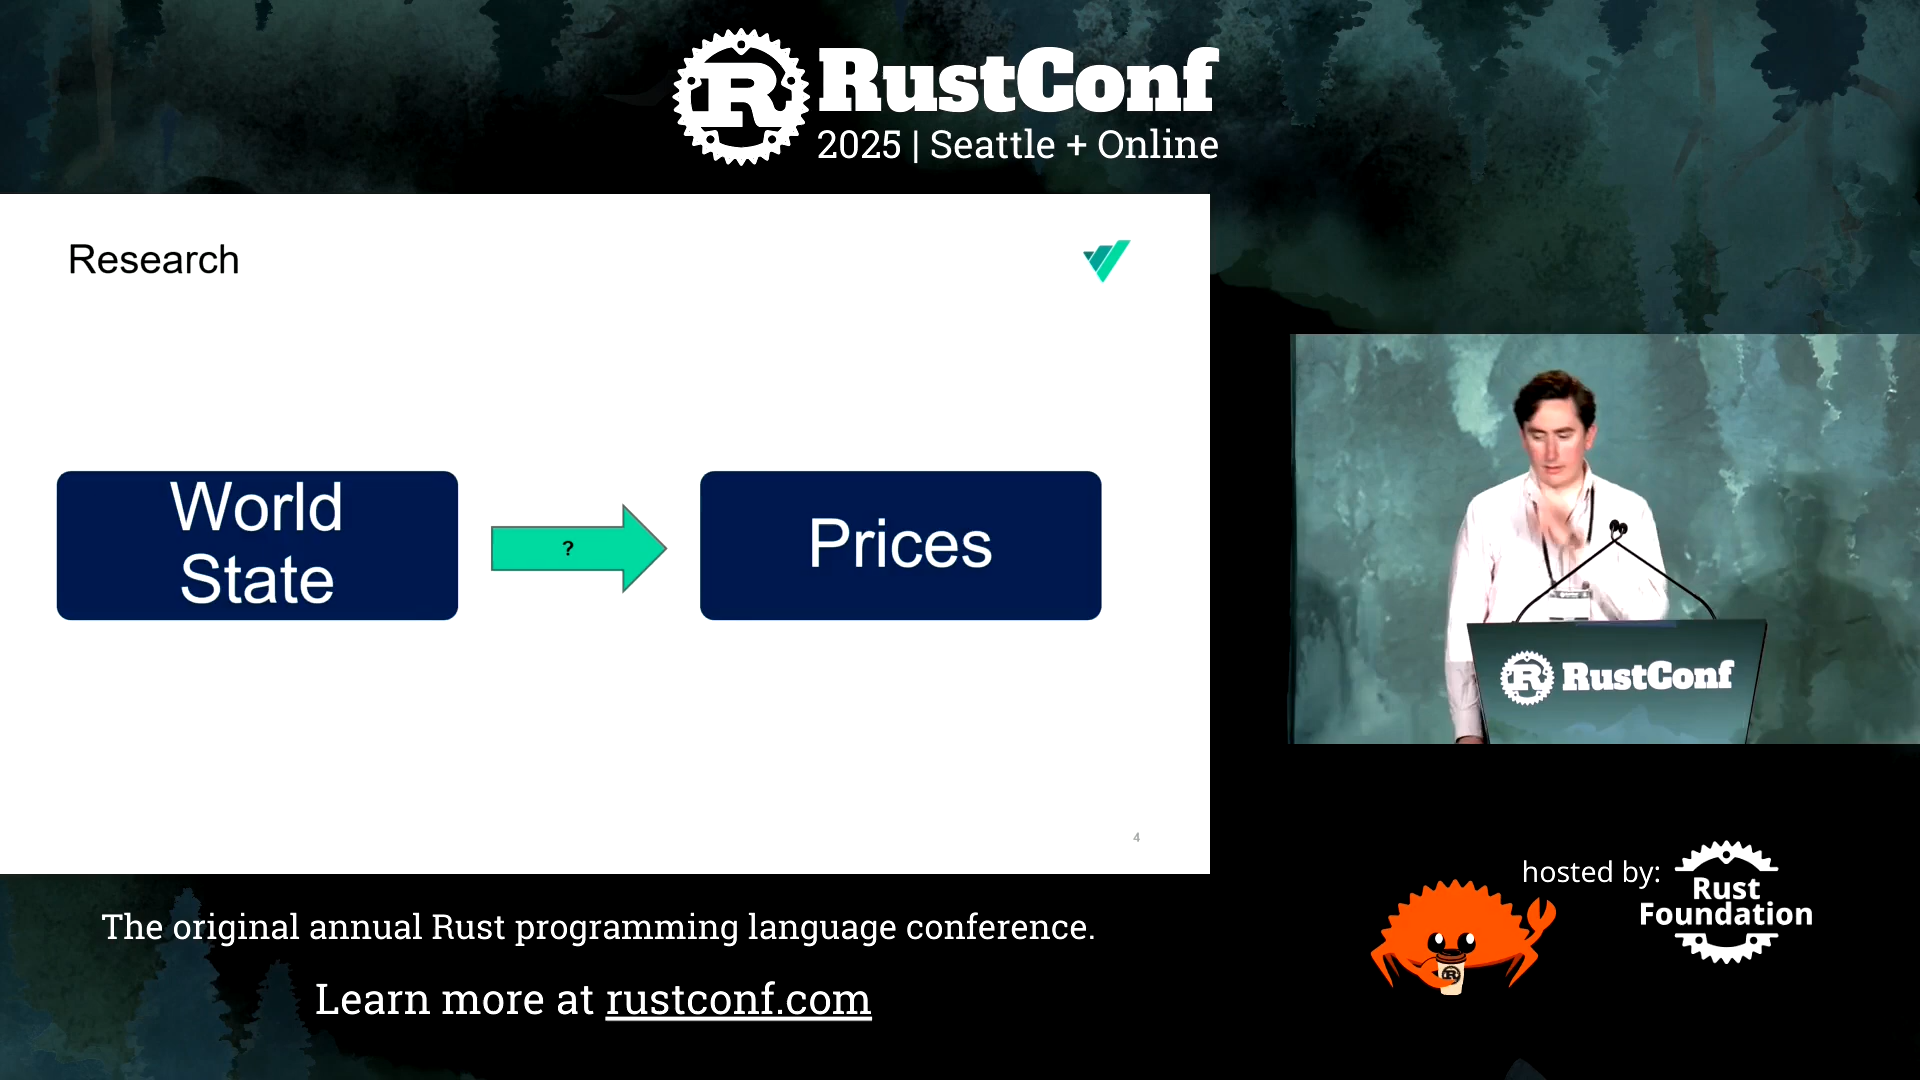 RustConf
2025 | Seattle + Online
Research
World
State
?
Prices
4
RustConf
hosted by:
Rust
Foundation
The original annual Rust programming language conference.
Learn more at rustconf.com